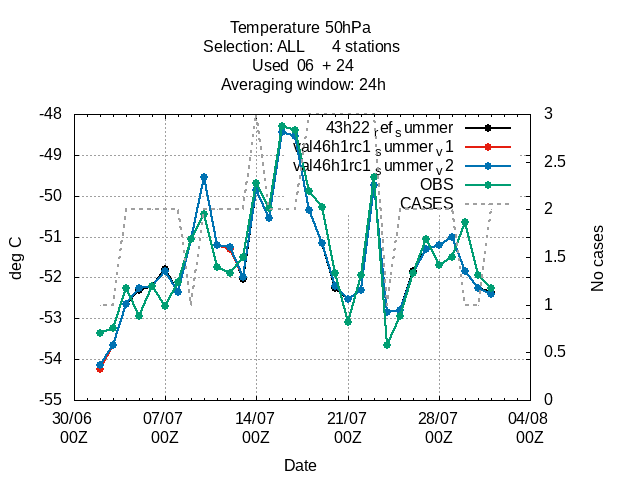 Temperature 50hPa
Selection: ALL 4 stations
Used 06 + 24
Averaging window: 24h
43h22_ref_summer
val46h1rc1_summer_v1
val46h1rc1_summer_v2
OBS
CASES
-48
-49
-50
-51
-52
-53
-54
-55
deg C
3
2.5
2
1.5
1
0.5
0
No cases
30/06 07/07 14/07 21/07 28/07 04/08
00Z 00Z 00Z 00Z 00Z 00Z
Date